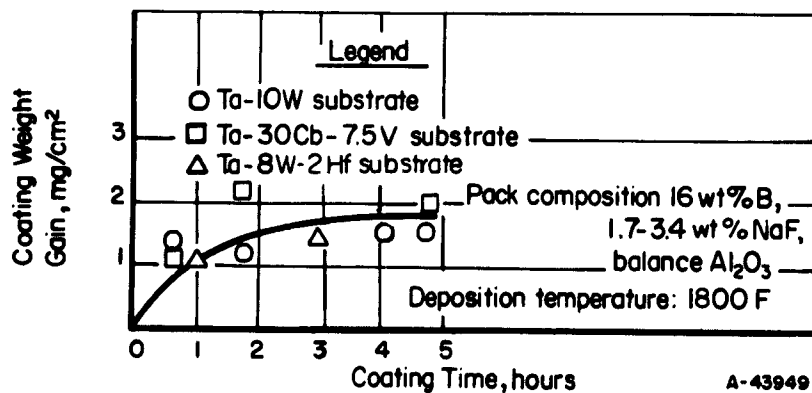 Legend
Ta-10W substrate
Ta-30Cb-7.5V substrate
Ta-8W-2Hf substrate
Coating Weight
Gain, mg/cm²
3
2
1
Pack composition 16 wt % B,
1.7-3.4 wt % NaF,
balance Al₂O₃
Deposition temperature: 1800 F
0 1 2 3 4 5
Coating Time, hours
A-43949